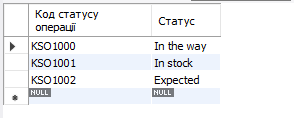 Код статусу операції Статус
KSO1000 In the way
KSO1001 In stock
KSO1002 Expected
NULL NULL